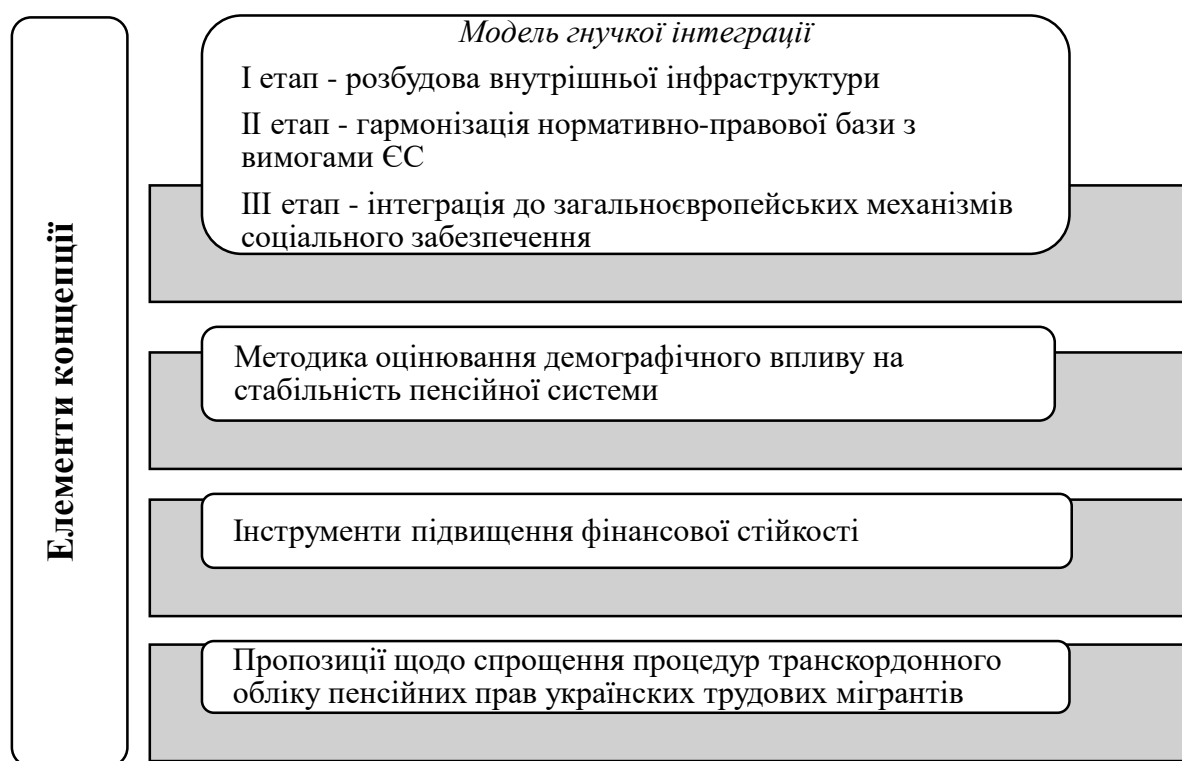 Елементи концепції
Модель гнучкої інтеграції
І етап - розбудова внутрішньої інфраструктури
ІІ етап - гармонізація нормативно-правової бази з
вимогами ЄС
ІІІ етап - інтеграція до загальноєвропейських механізмів
соціального забезпечення
Методика оцінювання демографічного впливу на
стабільність пенсійної системи
Інструменти підвищення фінансової стійкості
Пропозиції щодо спрощення процедур транскордонного
обліку пенсійних прав українских трудових мігрантів